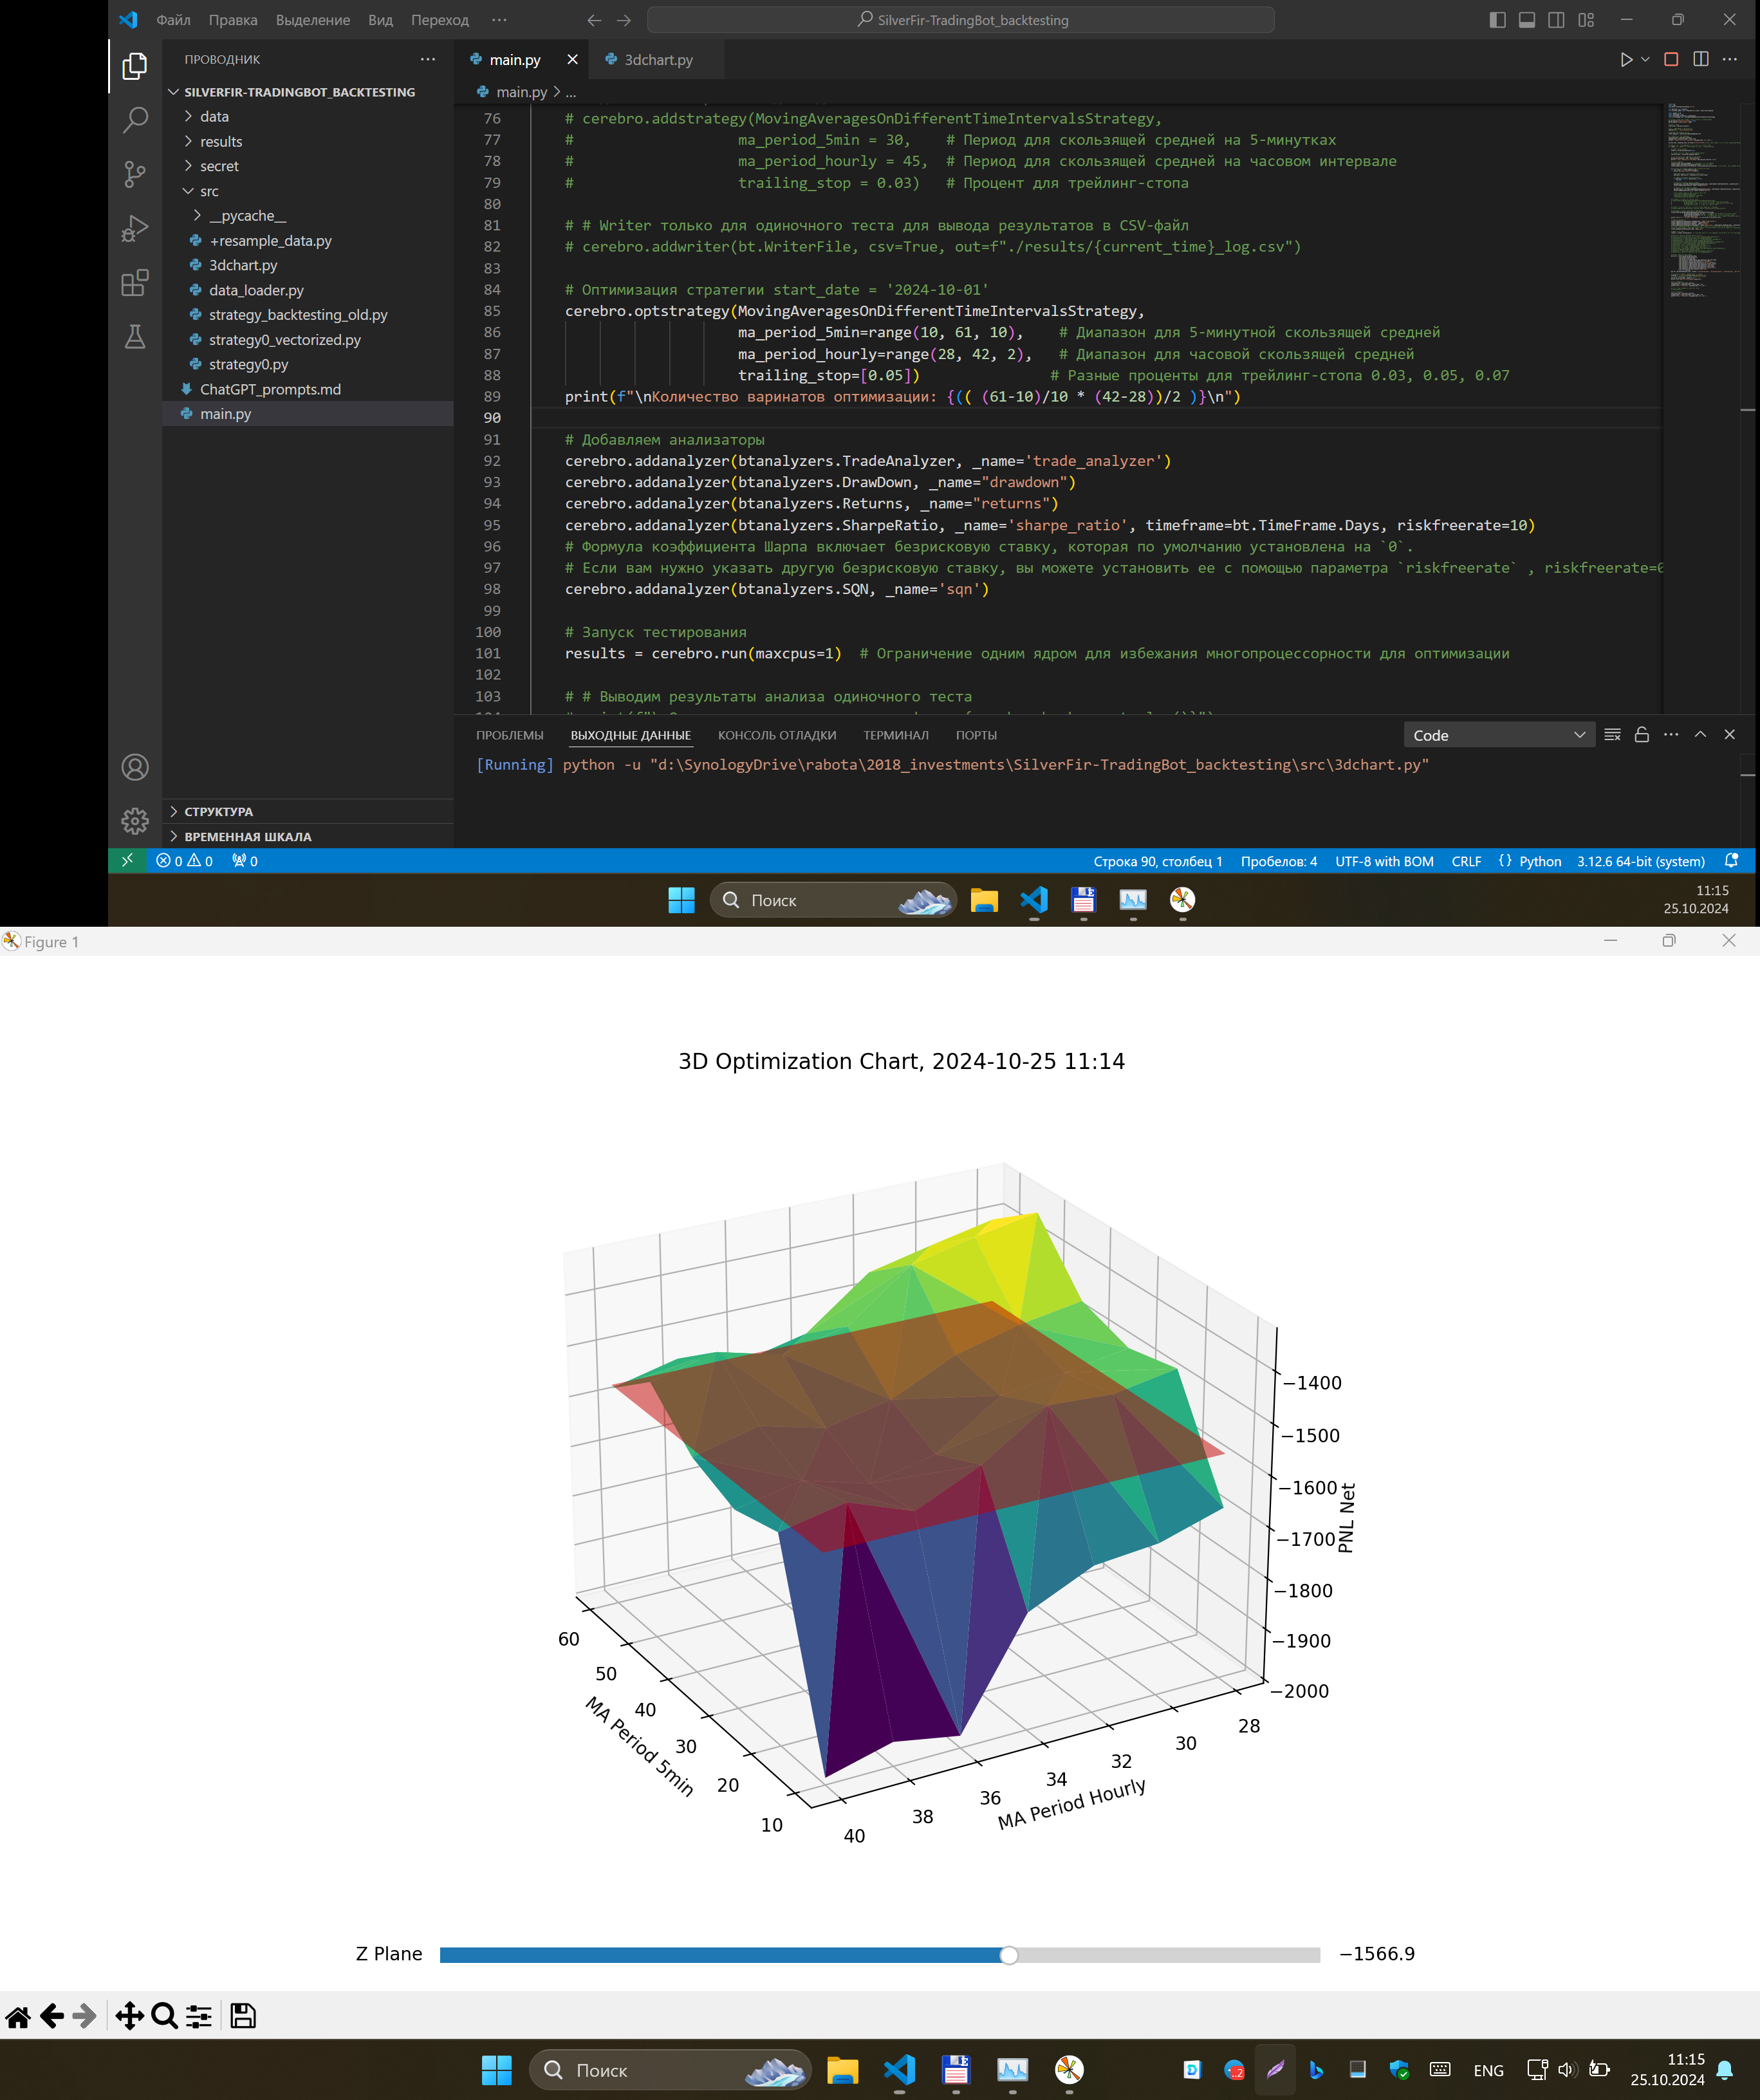 Файл Правка Выделение Вид Переход ··· SilverFir-TradingBot_backtesting
ПРОВОДНИК
SILVERFIR-TRADINGBOT_BACKTESTING
data
results
secret
src
__pycache__
+resample_data.py
3dchart.py
data_loader.py
strategy_backtesting_old.py
strategy0_vectorized.py
strategy0.py
ChatGPT_prompts.md
main.py
СТРУКТУРА
ВРЕМЕННАЯ ШКАЛА
main.py 3dchart.py
main.py > ...
76 # cerebro.addstrategy(MovingAveragesOnDifferentTimeIntervalsStrategy,
77 # ma_period_5min = 30, # Период для скользящей средней на 5-минутках
78 # ma_period_hourly = 45, # Период для скользящей средней на часовом интервале
79 # trailing_stop = 0.03) # Процент для трейлинг-стопа
80
81 # # Writer только для одиночного теста для вывода результатов в CSV-файл
82 # cerebro.addwriter(bt.WriterFile, csv=True, out=f"./results/{current_time}_log.csv")
83
84 # Оптимизация стратегии start_date = '2024-10-01'
85 cerebro.optstrategy(MovingAveragesOnDifferentTimeIntervalsStrategy,
86 ma_period_5min=range(10, 61, 10), # Диапазон для 5-минутной скользящей средней
87 ma_period_hourly=range(28, 42, 2), # Диапазон для часовой скользящей средней
88 trailing_stop=[0.05]) # Разные проценты для трейлинг-стопа 0.03, 0.05, 0.07
89 print(f"\nКоличество варинатов оптимизации: {(( (61-10)/10 * (42-28))/2 )}\n")
90
91 # Добавляем анализаторы
92 cerebro.addanalyzer(btanalyzers.TradeAnalyzer, _name='trade_analyzer')
93 cerebro.addanalyzer(btanalyzers.DrawDown, _name="drawdown")
94 cerebro.addanalyzer(btanalyzers.Returns, _name="returns")
95 cerebro.addanalyzer(btanalyzers.SharpeRatio, _name='sharpe_ratio', timeframe=bt.TimeFrame.Days, riskfreerate=10)
96 # Формула коэффициента Шарпа включает безрисковую ставку, которая по умолчанию установлена на `0`.
97 # Если вам нужно указать другую безрисковую ставку, вы можете установить ее с помощью параметра `riskfreerate` , riskfreerate=0
98 cerebro.addanalyzer(btanalyzers.SQN, _name='sqn')
99
100 # Запуск тестирования
101 results = cerebro.run(maxcpus=1) # Ограничение одним ядром для избежания многопроцессорности для оптимизации
102
103 # # Выводим результаты анализа одиночного теста
ПРОБЛЕМЫ ВЫХОДНЫЕ ДАННЫЕ КОНСОЛЬ ОТЛАДКИ ТЕРМИНАЛ ПОРТЫ Code
[Running] python -u "d:\SynologyDrive\rabota\2018_investments\SilverFir-TradingBot_backtesting\src\3dchart.py"
0 0 0 Строка 90, столбец 1 Пробелов: 4 UTF-8 with BOM CRLF {} Python 3.12.6 64-bit (system)
Поиск
11:15
25.10.2024
Figure 1
3D Optimization Chart, 2024-10-25 11:14
−1400
−1500
−1600
−1700
−1800
−1900
−2000
PNL Net
60
50
40
30
20
10
MA Period 5min
40
38
36
34
32
30
28
MA Period Hourly
Z Plane −1566.9
Поиск
ENG
11:15
25.10.2024